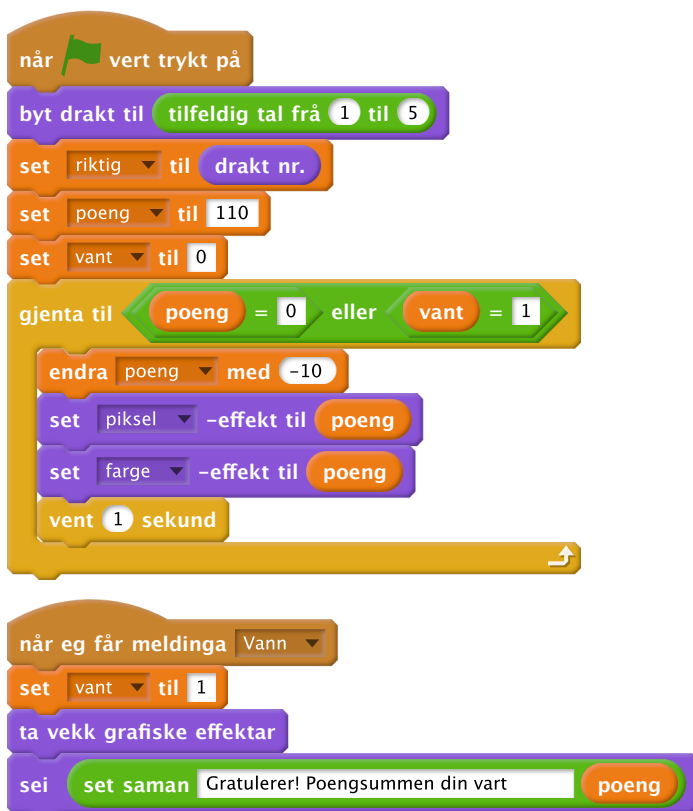 når vert trykt på
byt drakt til tilfeldig tal frå 1 til 5
set riktig til drakt nr.
set poeng til 110
set vant til 0
gjenta til poeng = 0 eller vant = 1
endra poeng med -10
set piksel -effekt til poeng
set farge -effekt til poeng
vent 1 sekund
når eg får meldinga Vann
set vant til 1
ta vekk grafiske effektar
sei set saman Gratulerer! Poengsummen din vart poeng